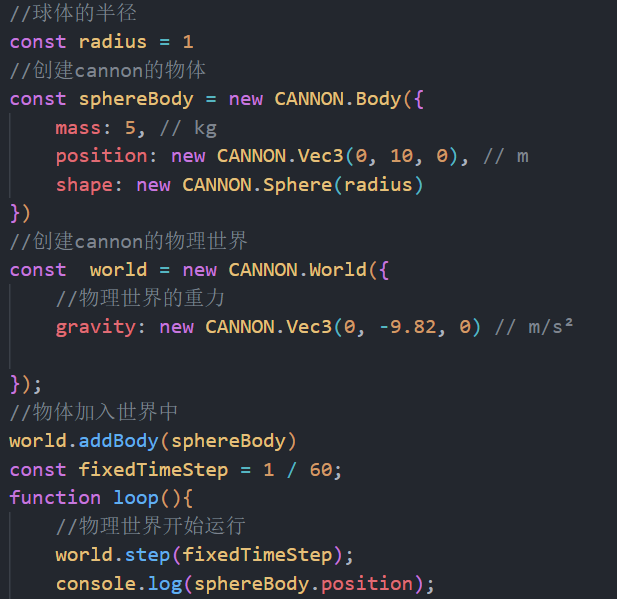 //球体的半径
const radius = 1
//创建cannon的物体
const sphereBody = new CANNON.Body({
mass: 5, // kg
position: new CANNON.Vec3(0, 10, 0), // m
shape: new CANNON.Sphere(radius)
})
//创建cannon的物理世界
const  world = new CANNON.World({
//物理世界的重力
gravity: new CANNON.Vec3(0, -9.82, 0) // m/s²
});
//物体加入世界中
world.addBody(sphereBody)
const fixedTimeStep = 1 / 60;
function loop(){
//物理世界开始运行
world.step(fixedTimeStep);
console.log(sphereBody.position);